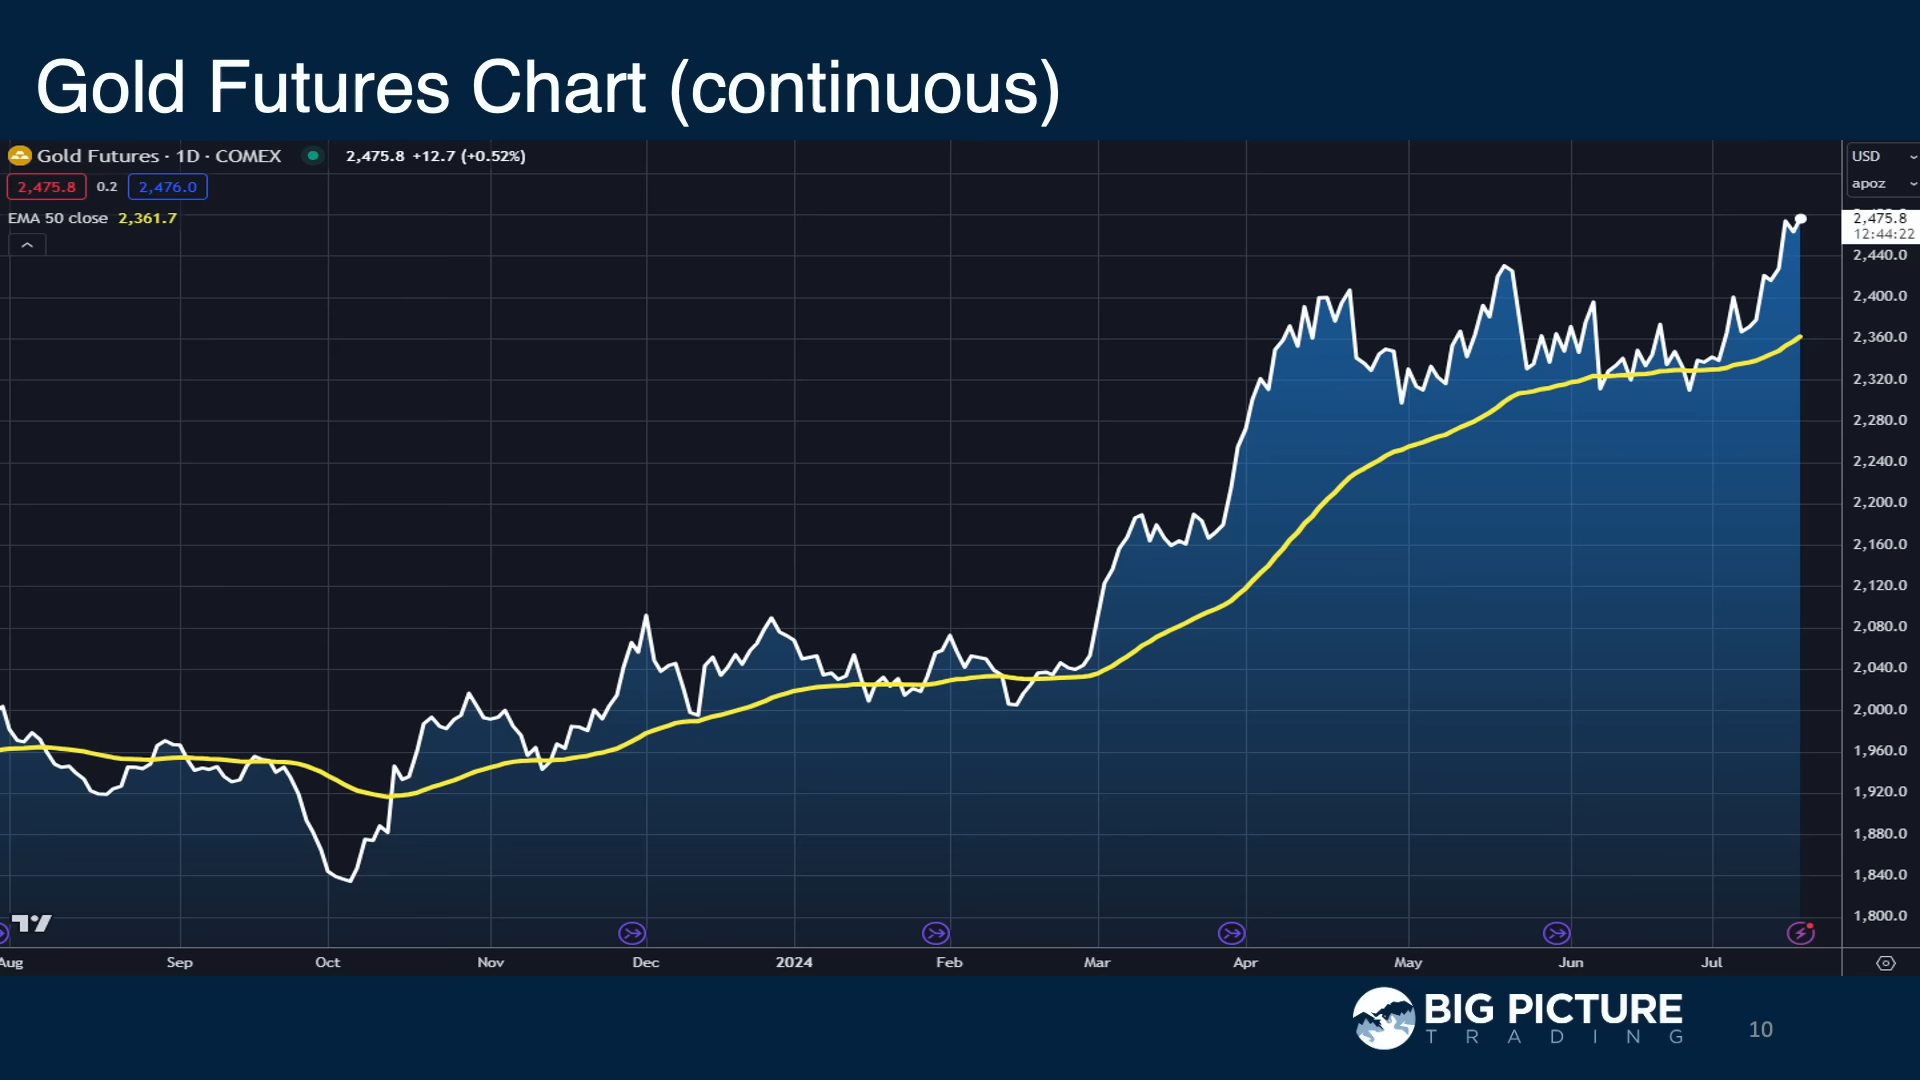 Gold Futures Chart (continuous)
Gold Futures · 1D · COMEX 2,475.8 +12.7 (+0.52%)
2,475.8 0.2 2,476.0
EMA 50 close 2,361.7
USD
apoz
2,475.8
12:44:22
2,440.0
2,400.0
2,360.0
2,320.0
2,280.0
2,240.0
2,200.0
2,160.0
2,120.0
2,080.0
2,040.0
2,000.0
1,960.0
1,920.0
1,880.0
1,840.0
1,800.0
Aug Sep Oct Nov Dec 2024 Feb Mar Apr May Jun Jul
BIG PICTURE
TRADING
10